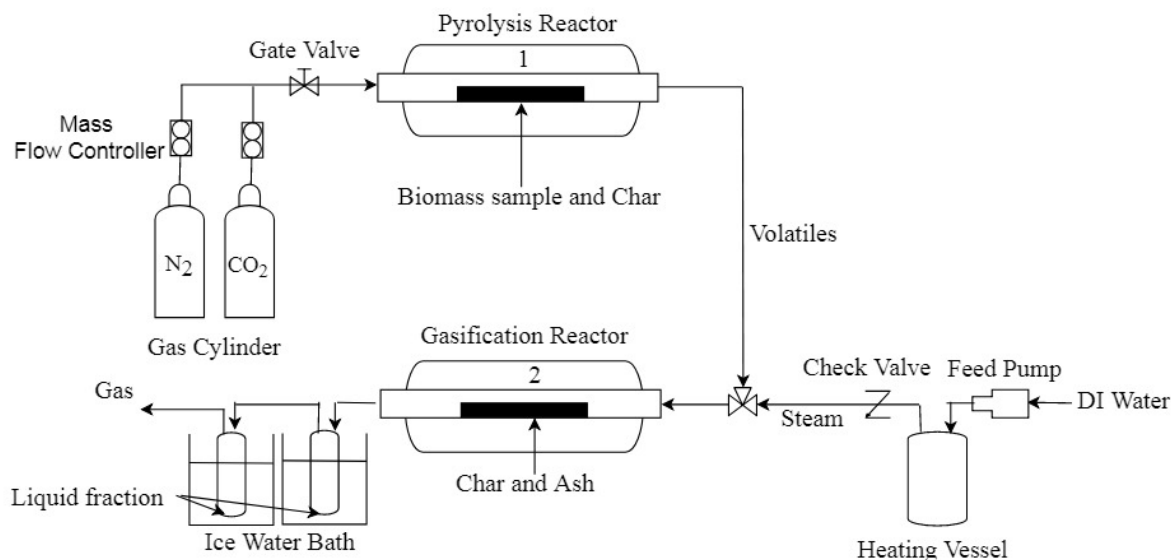 Pyrolysis Reactor
Gate Valve
1
Mass
Flow Controller
Biomass sample and Char
Volatiles
N2
CO2
Gas Cylinder
Gasification Reactor
2
Check Valve
Feed Pump
Gas
DI Water
Steam
Char and Ash
Liquid fraction
Ice Water Bath
Heating Vessel